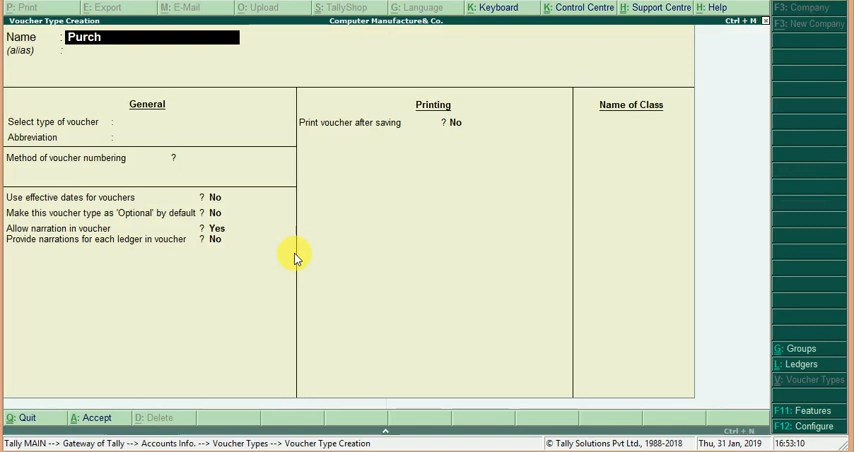 P: Print E: Export M: E-Mail O: Upload S: TallyShop G: Language K: Keyboard K: Control Centre H: Support Centre H: Help F3: Company
Voucher Type Creation Computer Manufacture& Co. Ctrl + M x F3: New Company
Name : Purch
(alias) :
General Printing Name of Class
Select type of voucher : Print voucher after saving ? No
Abbreviation :
Method of voucher numbering ?
Use effective dates for vouchers ? No
Make this voucher type as 'Optional' by default ? No
Allow narration in voucher ? Yes
Provide narrations for each ledger in voucher ? No
G: Groups
L: Ledgers
V: Voucher Types
F11: Features
Q: Quit A: Accept D: Delete
F12: Configure
Ctrl + N
Tally MAIN --> Gateway of Tally --> Accounts Info. --> Voucher Types --> Voucher Type Creation © Tally Solutions Pvt Ltd., 1988-2018 Thu, 31 Jan, 2019 16:53:10